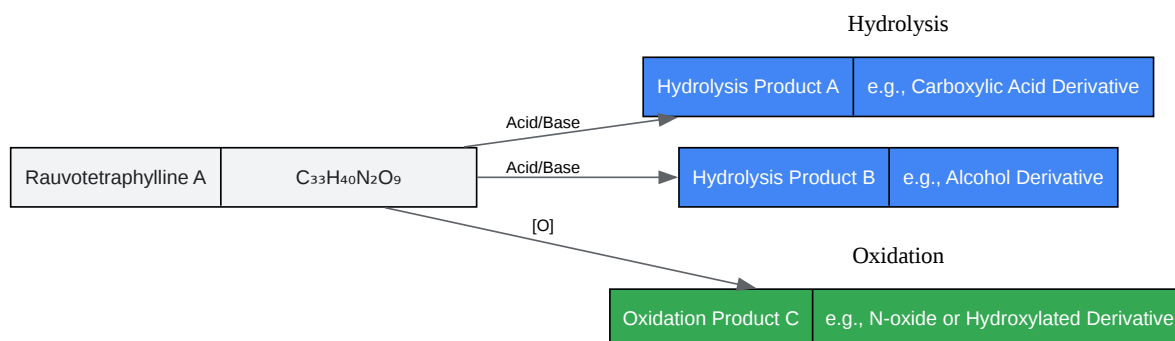 Hydrolysis
Hydrolysis Product A
e.g., Carboxylic Acid Derivative
Acid/Base
Rauvotetraphylline A
C₃₃H₄₀N₂O₉
Acid/Base
Hydrolysis Product B
e.g., Alcohol Derivative
[O]
Oxidation
Oxidation Product C
e.g., N-oxide or Hydroxylated Derivative